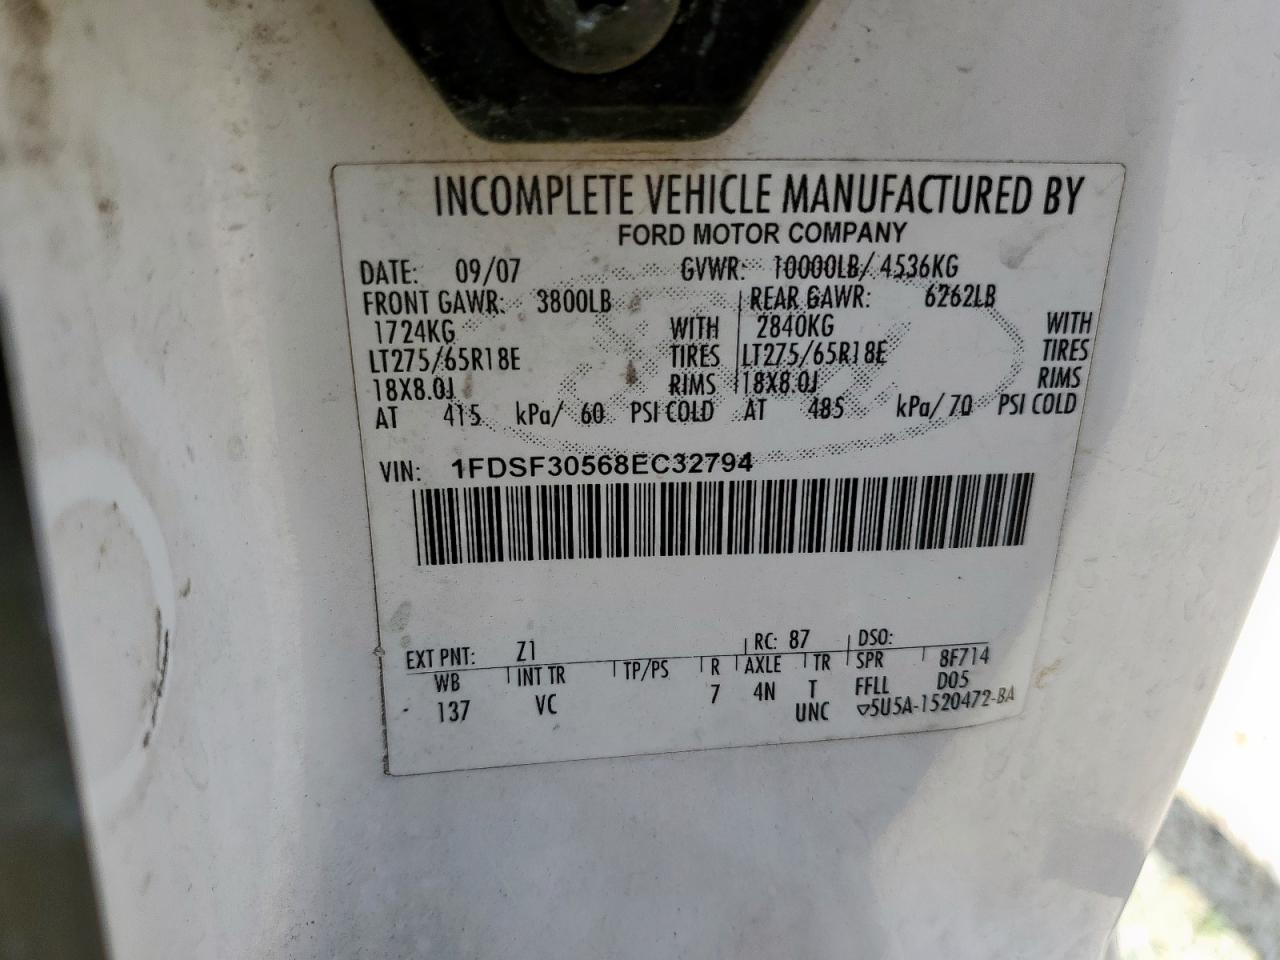 INCOMPLETE VEHICLE MANUFACTURED BY
FORD MOTOR COMPANY
DATE: 09/07 GVWR: 10000LB/ 4536KG
FRONT GAWR: 3800LB REAR GAWR: 6262LB
1724KG WITH 2840KG WITH
LT275/65R18E TIRES LT275/65R18E TIRES
18X8.0J RIMS 18X8.0J RIMS
AT 415 kPa/ 60 PSI COLD AT 485 kPa/ 70 PSI COLD
VIN: 1FDSF30568EC32794
EXT PNT: Z1 RC: 87 DSO:
WB INT TR TP/PS R AXLE TR SPR 8F714
137 VC 7 4N T FFLL D05
UNC ▽5U5A-1520472-BA